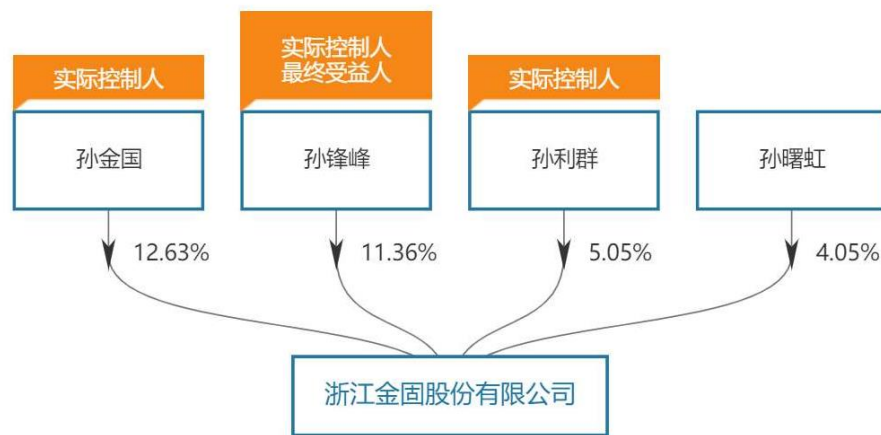 实际控制人
最终受益人
实际控制人
实际控制人
孙金国
孙锋峰
孙利群
孙曙虹
12.63%
11.36%
5.05%
4.05%
浙江金固股份有限公司